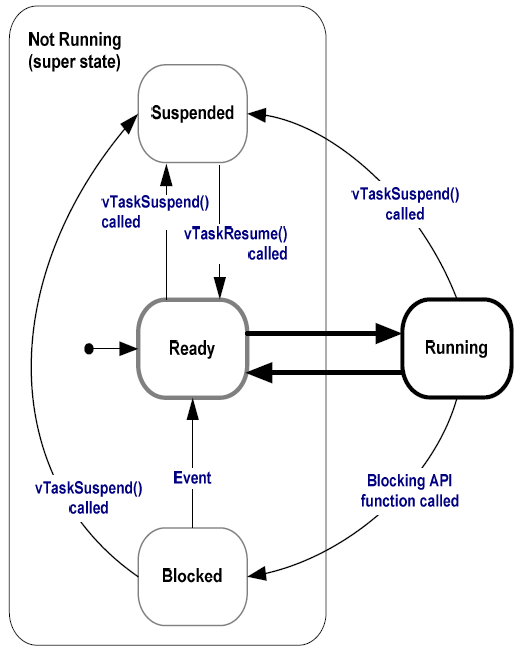 Not Running
(super state)
Suspended
vTaskSuspend()
called
vTaskSuspend()
called
vTaskResume()
called
Ready
Running
Event
vTaskSuspend()
called
Blocking API
function called
Blocked